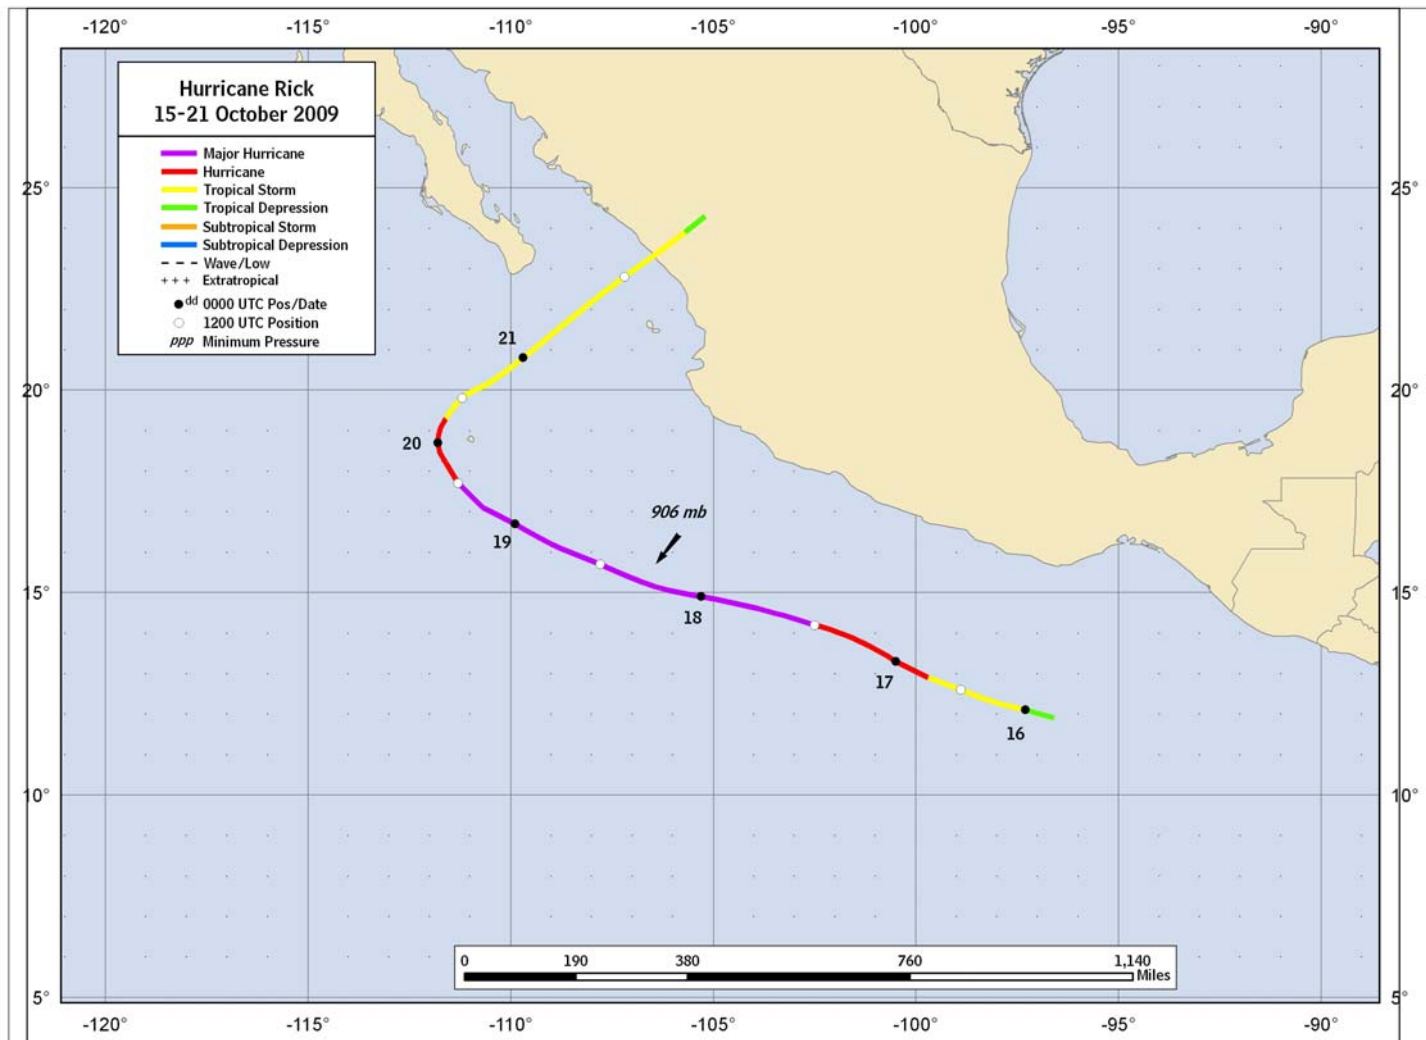 -120° -115° -110° -105° -100° -95° -90°
Hurricane Rick
15-21 October 2009
Major Hurricane
Hurricane
Tropical Storm
Tropical Depression
Subtropical Storm
Subtropical Depression
Wave/Low
+++ Extratropical
dd 0000 UTC Pos/Date
1200 UTC Position
ppp Minimum Pressure
25° 25°
21
20° 20°
20
906 mb
19
15° 15°
18
17
16
10° 10°
0 190 380 760 1,140
Miles
5° 5°
-120° -115° -110° -105° -100° -95° -90°